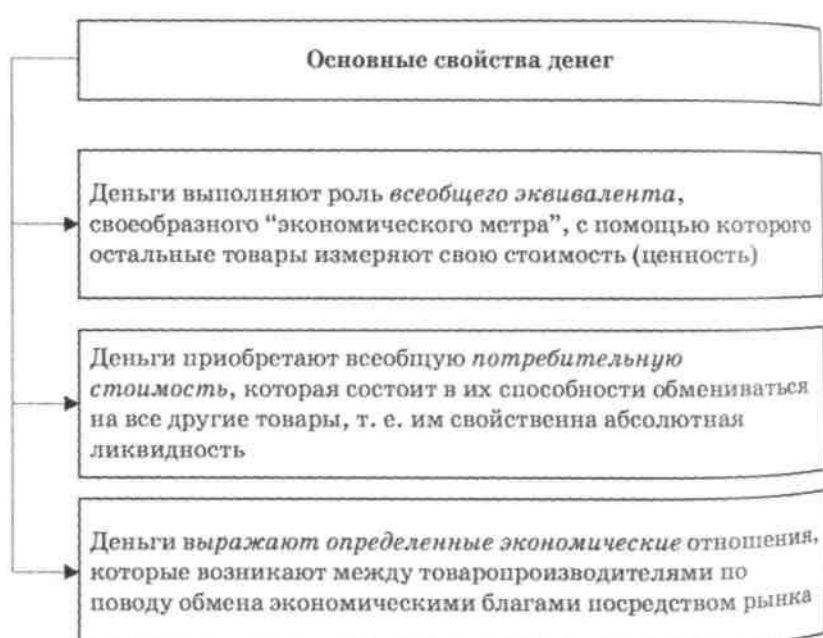 Основные свойства денег
Деньги выполняют роль всеобщего эквивалента,
своеобразного “экономического метра”, с помощью которого
остальные товары измеряют свою стоимость (ценность)
Деньги приобретают всеобщую потребительную
стоимость, которая состоит в их способности обмениваться
на все другие товары, т. е. им свойственна абсолютная
ликвидность
Деньги выражают определенные экономические отношения,
которые возникают между товаропроизводителями по
поводу обмена экономическими благами посредством рынка